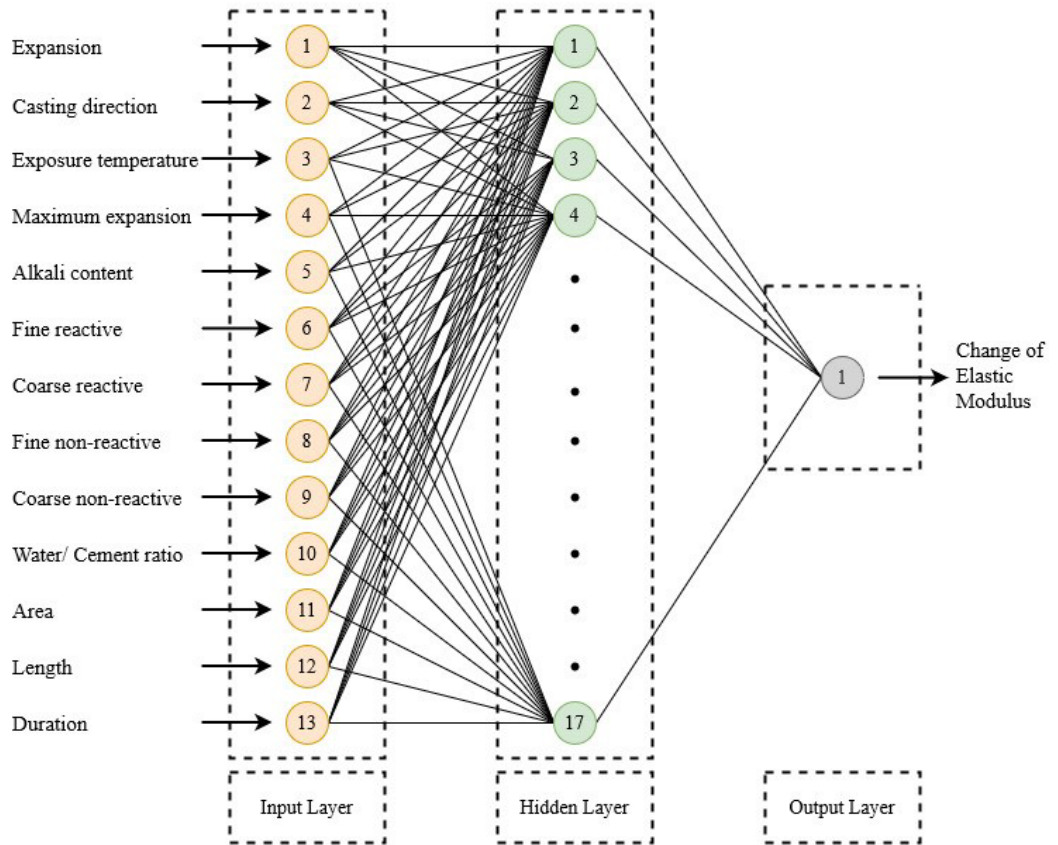 Expansion
1
1
Casting direction
2
2
Exposure temperature
3
3
Maximum expansion
4
4
Alkali content
5
Fine reactive
6
Coarse reactive
7
1
Change of
Elastic
Modulus
Fine non-reactive
8
Coarse non-reactive
9
Water/ Cement ratio
10
Area
11
Length
12
Duration
13
17
Input Layer
Hidden Layer
Output Layer